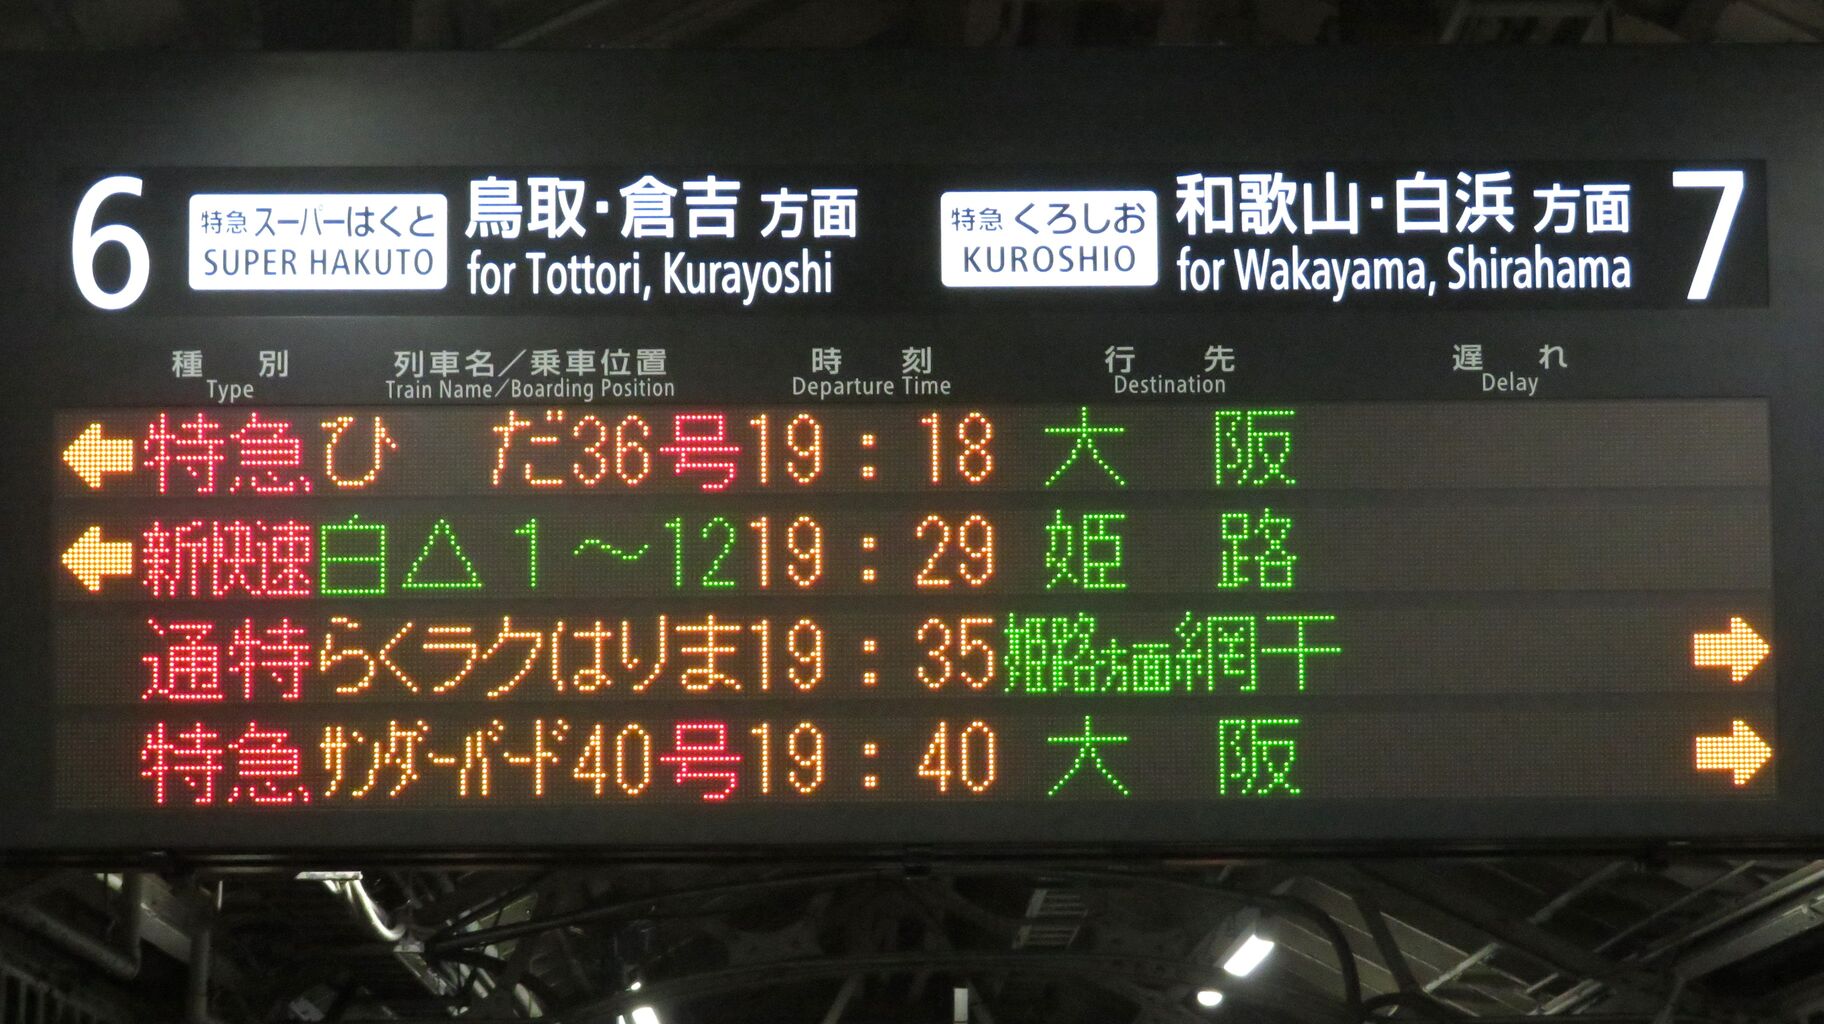 6 特急 スーパーはくと 鳥取・倉吉 方面 特急 くろしお 和歌山・白浜 方面 7
SUPER HAKUTO for Tottori, Kurayoshi KUROSHIO for Wakayama, Shirahama
種別 列車名／乗車位置 時刻 行先 遅れ
Type Train Name／Boarding Position Departure Time Destination Delay
← 特急 ひだ36号 19:18 大阪
← 新快速 白△1～12 19:29 姫路
通特 らくラクはりま 19:35 姫路方面網干 →
特急 サンダーバード40号 19:40 大阪 →